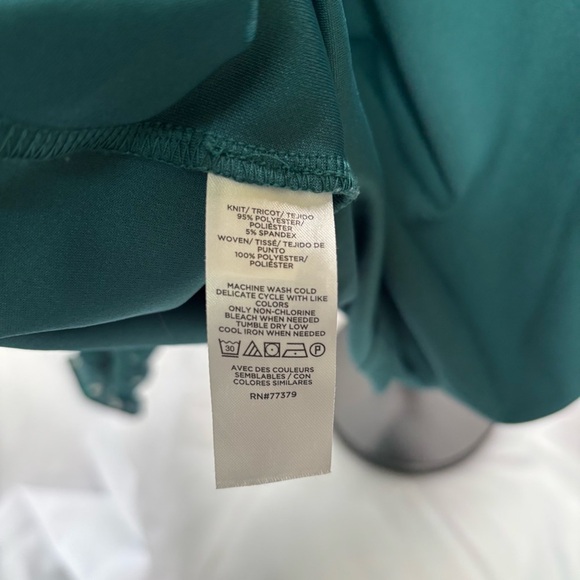 KNIT/ TRICOT/ TEJIDO
95% POLYESTER/
POLIÉSTER
5% SPANDEX
WOVEN/ TISSÉ/ TEJIDO DE
PUNTO
100% POLYESTER/
POLIÉSTER
MACHINE WASH COLD
DELICATE CYCLE WITH LIKE
COLORS
ONLY NON-CHLORINE
BLEACH WHEN NEEDED
TUMBLE DRY LOW
COOL IRON WHEN NEEDED
30 P
AVEC DES COULEURS
SEMBLABLES / CON
COLORES SIMILARES
RN#77379